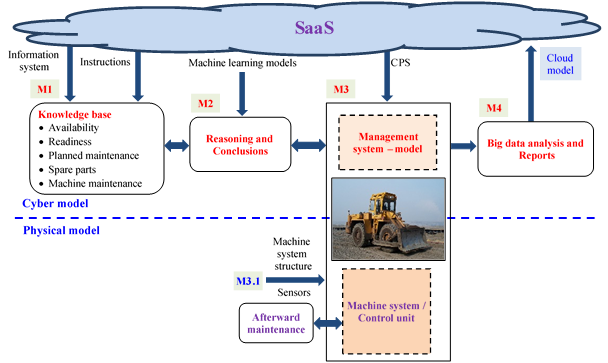 SaaS
Information
system
Instructions
Machine learning models
CPS
Cloud
model
M1
M2
M3
M4
Knowledge base
• Availability
• Readiness
• Planned maintenance
• Spare parts
• Machine maintenance
Reasoning and
Conclusions
Management
system – model
Big data analysis and
Reports
Cyber model
Physical model
Machine
system
structure
M3.1
Sensors
Afterward
maintenance
Machine system /
Control unit